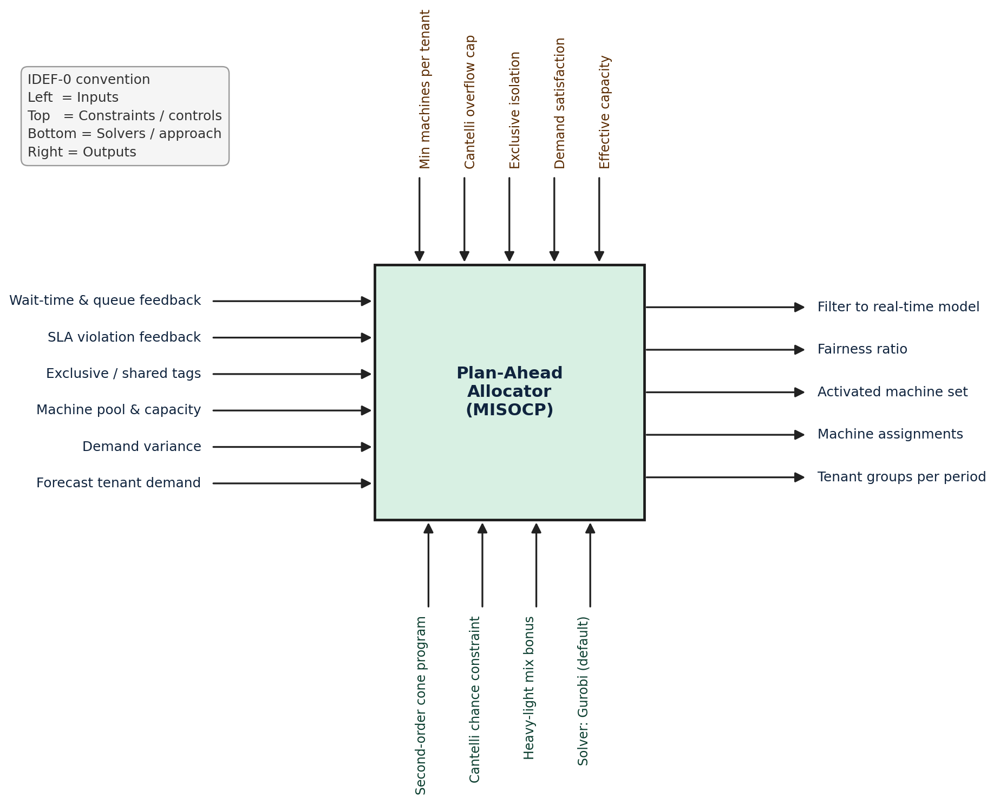 Min machines per tenant
Cantelli overflow cap
Exclusive isolation
Demand satisfaction
Effective capacity
IDEF-0 convention
Left  = Inputs
Top   = Constraints / controls
Bottom = Solvers / approach
Right = Outputs
Wait-time & queue feedback
SLA violation feedback
Exclusive / shared tags
Machine pool & capacity
Demand variance
Forecast tenant demand
Plan-Ahead
Allocator
(MISOCP)
Filter to real-time model
Fairness ratio
Activated machine set
Machine assignments
Tenant groups per period
Second-order cone program
Cantelli chance constraint
Heavy-light mix bonus
Solver: Gurobi (default)